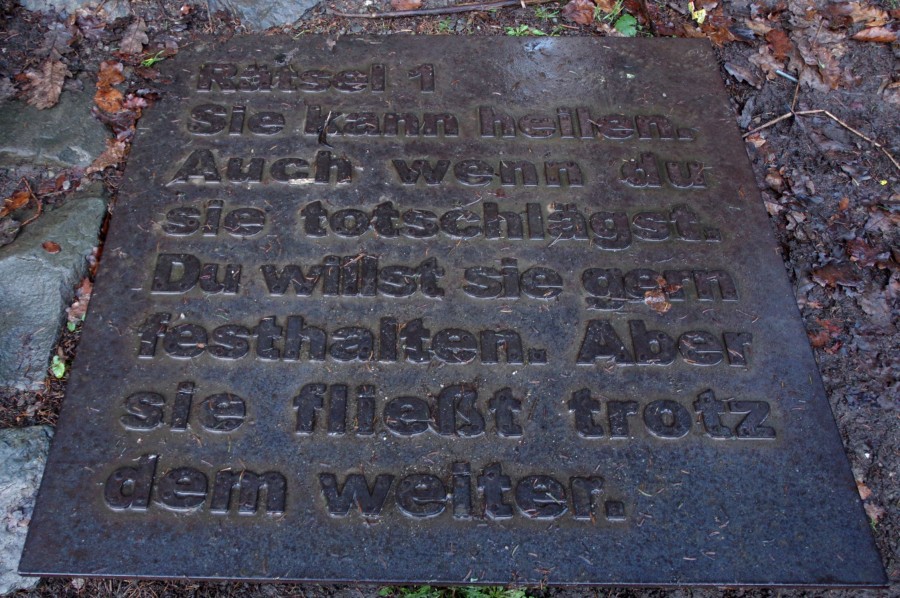 Rätsel 1
Sie kann heilen.
Auch wenn du
sie totschlägst.
Du willst sie gern
festhalten. Aber
sie fließt trotz
dem weiter.